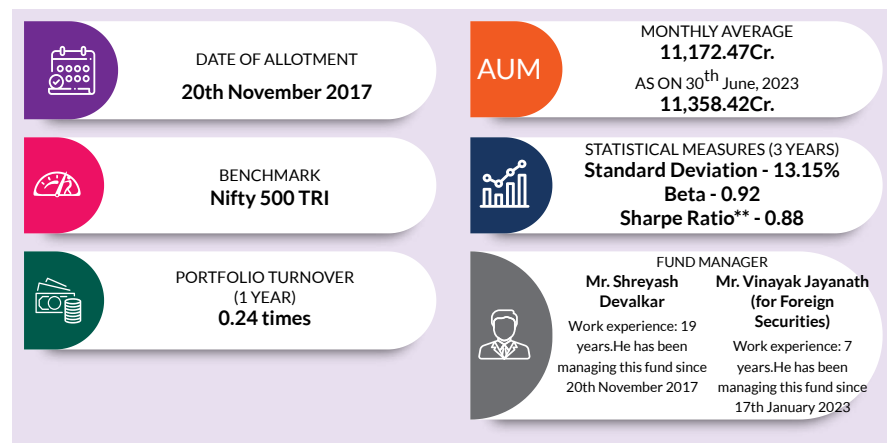 DATE OF ALLOTMENT
20th November 2017
BENCHMARK
Nifty 500 TRI
PORTFOLIO TURNOVER
(1 YEAR)
0.24 times
AUM
MONTHLY AVERAGE
11,172.47Cr.
AS ON 30th June, 2023
11,358.42Cr.
STATISTICAL MEASURES (3 YEARS)
Standard Deviation - 13.15%
Beta - 0.92
Sharpe Ratio** - 0.88
FUND MANAGER
Mr. Shreyash
Devalkar
Work experience: 19
years.He has been
managing this fund since
20th November 2017
Mr. Vinayak Jayanath
(for Foreign
Securities)
Work experience: 7
years.He has been
managing this fund since
17th January 2023